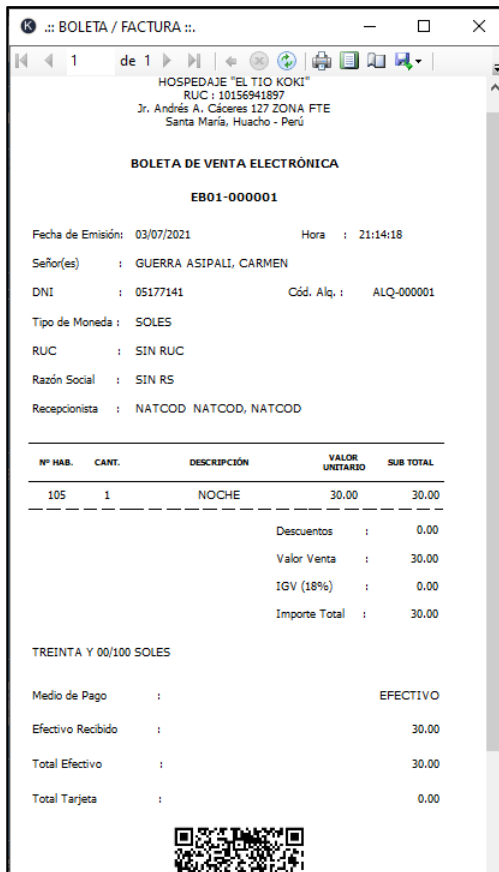 .:: BOLETA / FACTURA ::.
1 de 1
HOSPEDAJE "EL TIO KOKI"
RUC : 10156941897
Jr. Andrés A. Cáceres 127 ZONA FTE
Santa María, Huacho - Perú
BOLETA DE VENTA ELECTRÓNICA
EB01-000001
Fecha de Emisión: 03/07/2021 Hora : 21:14:18
Señor(es) : GUERRA ASIPALI, CARMEN
DNI : 05177141 Cód. Alq. : ALQ-000001
Tipo de Moneda : SOLES
RUC : SIN RUC
Razón Social : SIN RS
Recepcionista : NATCOD NATCOD, NATCOD
Nº HAB. CANT. DESCRIPCIÓN VALOR UNITARIO SUB TOTAL
105 1 NOCHE 30.00 30.00
Descuentos : 0.00
Valor Venta : 30.00
IGV (18%) : 0.00
Importe Total : 30.00
TREINTA Y 00/100 SOLES
Medio de Pago : EFECTIVO
Efectivo Recibido : 30.00
Total Efectivo : 30.00
Total Tarjeta : 0.00